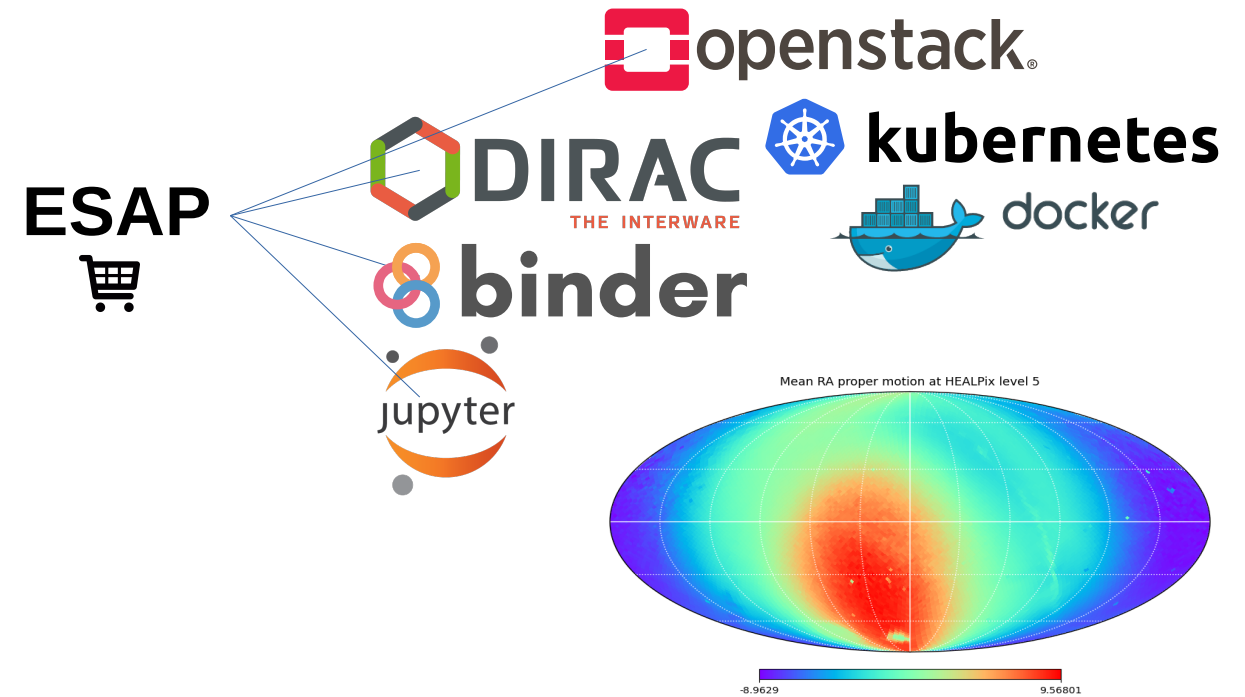 openstack®
kubernetes
DIRAC
THE INTERWARE
ESAP
docker
binder
jupyter
Mean RA proper motion at HEALPix level 5
-8.9629
9.56801